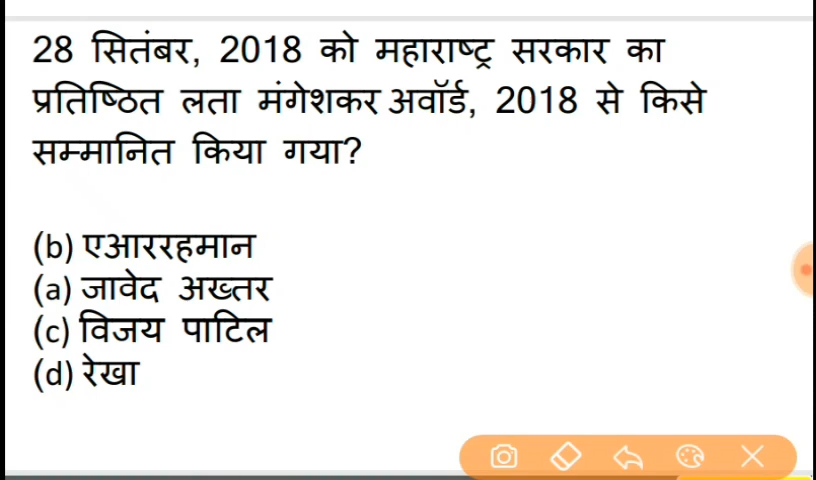 28 सितंबर, 2018 को महाराष्ट्र सरकार का
प्रतिष्ठित लता मंगेशकर अवॉर्ड, 2018 से किसे
सम्मानित किया गया?
(b) एआररहमान
(a) जावेद अख्तर
(c) विजय पाटिल
(d) रेखा